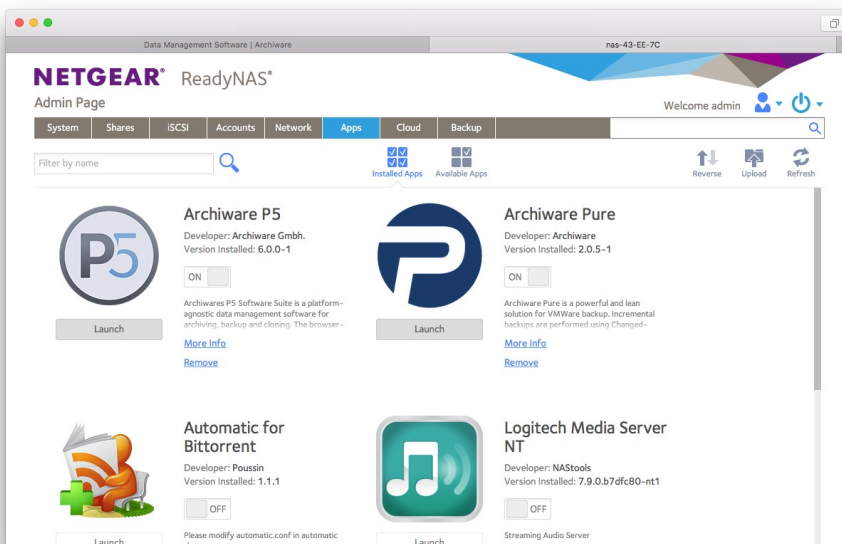 Data Management Software | Archiware
nas-43-EE-7C
NETGEAR® ReadyNAS®
Admin Page
Welcome admin
System Shares iSCSI Accounts Network Apps Cloud Backup
Filter by name
Installed Apps Available Apps
Reverse Upload Refresh
P5
Archiware P5
Developer: Archiware Gmbh.
Version Installed: 6.0.0-1
ON
Archiwares P5 Software Suite is a platform-
agnostic data management software for
archiving, backup and cloning. The browser-
Launch
More Info
Remove
Archiware Pure
Developer: Archiware
Version Installed: 2.0.5-1
ON
Archiware Pure is a powerful and lean
solution for VMWare backup. Incremental
backups are performed using Changed-
Launch
More Info
Remove
Automatic for
Bittorrent
Developer: Poussin
Version Installed: 1.1.1
OFF
Please modify automatic.conf in automatic
Launch
Logitech Media Server
NT
Developer: NAStools
Version Installed: 7.9.0.b7dfc80-nt1
OFF
Streaming Audio Server
Launch